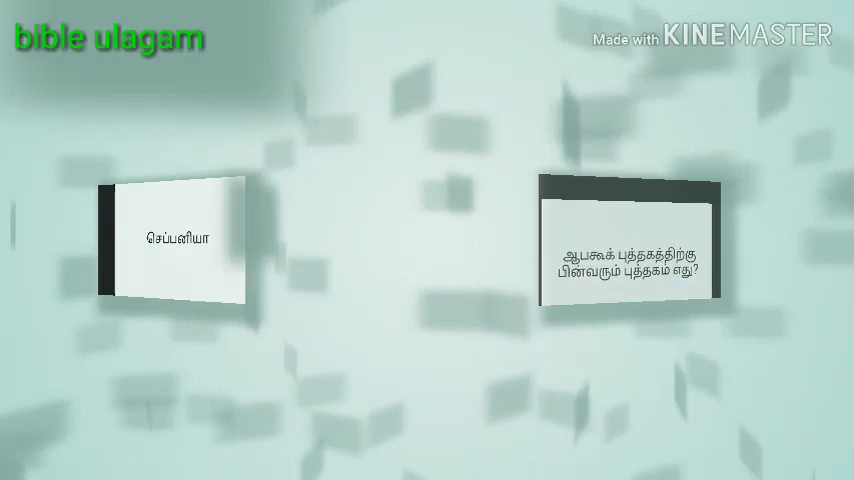 bible ulagam
Made with KINEMASTER
செப்பனியா
ஆபகூக் புத்தகத்திற்கு
பின்வரும் புத்தகம் எது?